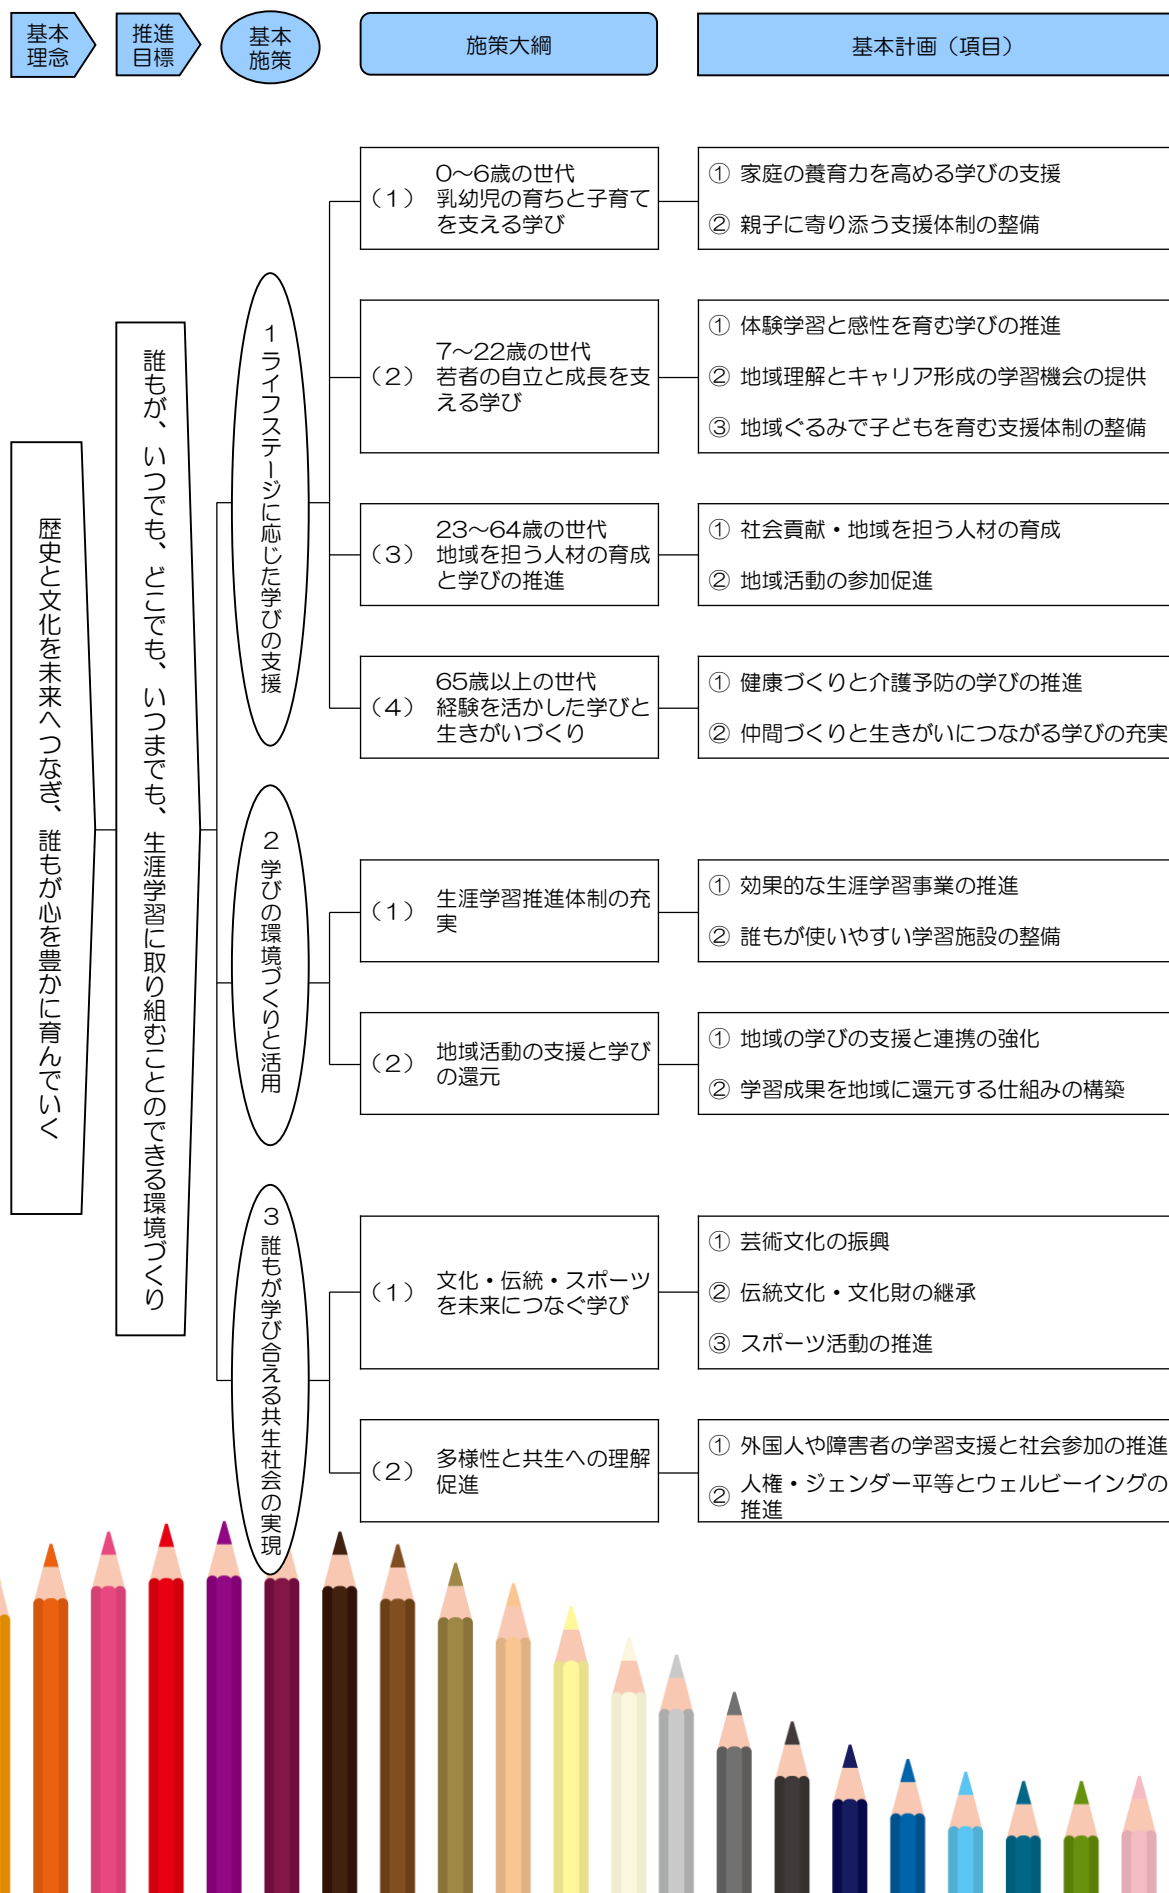 基本
理念
推進
目標
基本
施策
施策大綱
基本計画（項目）
歴史と文化を未来へつなぎ、誰もが心を豊かに育んでいく
誰もが、いつでも、どこでも、いつまでも、生涯学習に取り組むことのできる環境づくり
1 ライフステージに応じた学びの支援
（1）
0～6歳の世代
乳幼児の育ちと子育て
を支える学び
① 家庭の養育力を高める学びの支援
② 親子に寄り添う支援体制の整備
（2）
7～22歳の世代
若者の自立と成長を支
える学び
① 体験学習と感性を育む学びの推進
② 地域理解とキャリア形成の学習機会の提供
③ 地域ぐるみで子どもを育む支援体制の整備
（3）
23～64歳の世代
地域を担う人材の育成
と学びの推進
① 社会貢献・地域を担う人材の育成
② 地域活動の参加促進
（4）
65歳以上の世代
経験を活かした学びと
生きがいづくり
① 健康づくりと介護予防の学びの推進
② 仲間づくりと生きがいにつながる学びの充実
2 学びの環境づくりと活用
（1）
生涯学習推進体制の充
実
① 効果的な生涯学習事業の推進
② 誰もが使いやすい学習施設の整備
（2）
地域活動の支援と学び
の還元
① 地域の学びの支援と連携の強化
② 学習成果を地域に還元する仕組みの構築
3 誰もが学び合える共生社会の実現
（1）
文化・伝統・スポーツ
を未来につなぐ学び
① 芸術文化の振興
② 伝統文化・文化財の継承
③ スポーツ活動の推進
（2）
多様性と共生への理解
促進
① 外国人や障害者の学習支援と社会参加の推進
② 人権・ジェンダー平等とウェルビーイングの
推進